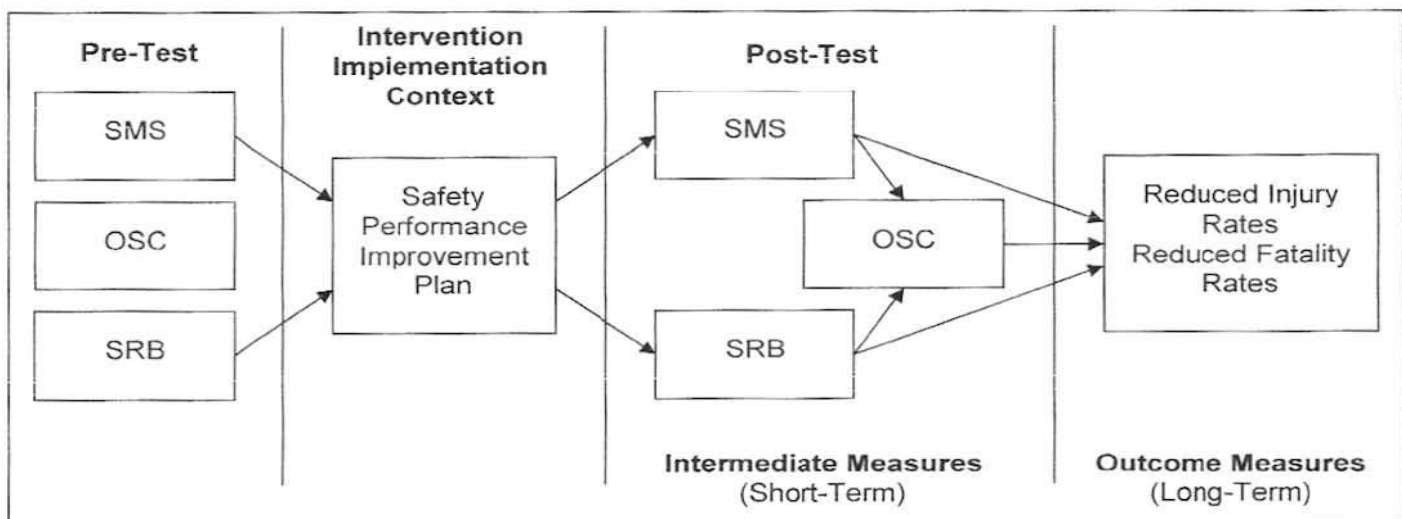 Pre-Test
SMS
OSC
SRB
Intervention
Implementation
Context
Safety
Performance
Improvement
Plan
Post-Test
SMS
OSC
SRB
Intermediate Measures
(Short-Term)
Reduced Injury
Rates
Reduced Fatality
Rates
Outcome Measures
(Long-Term)